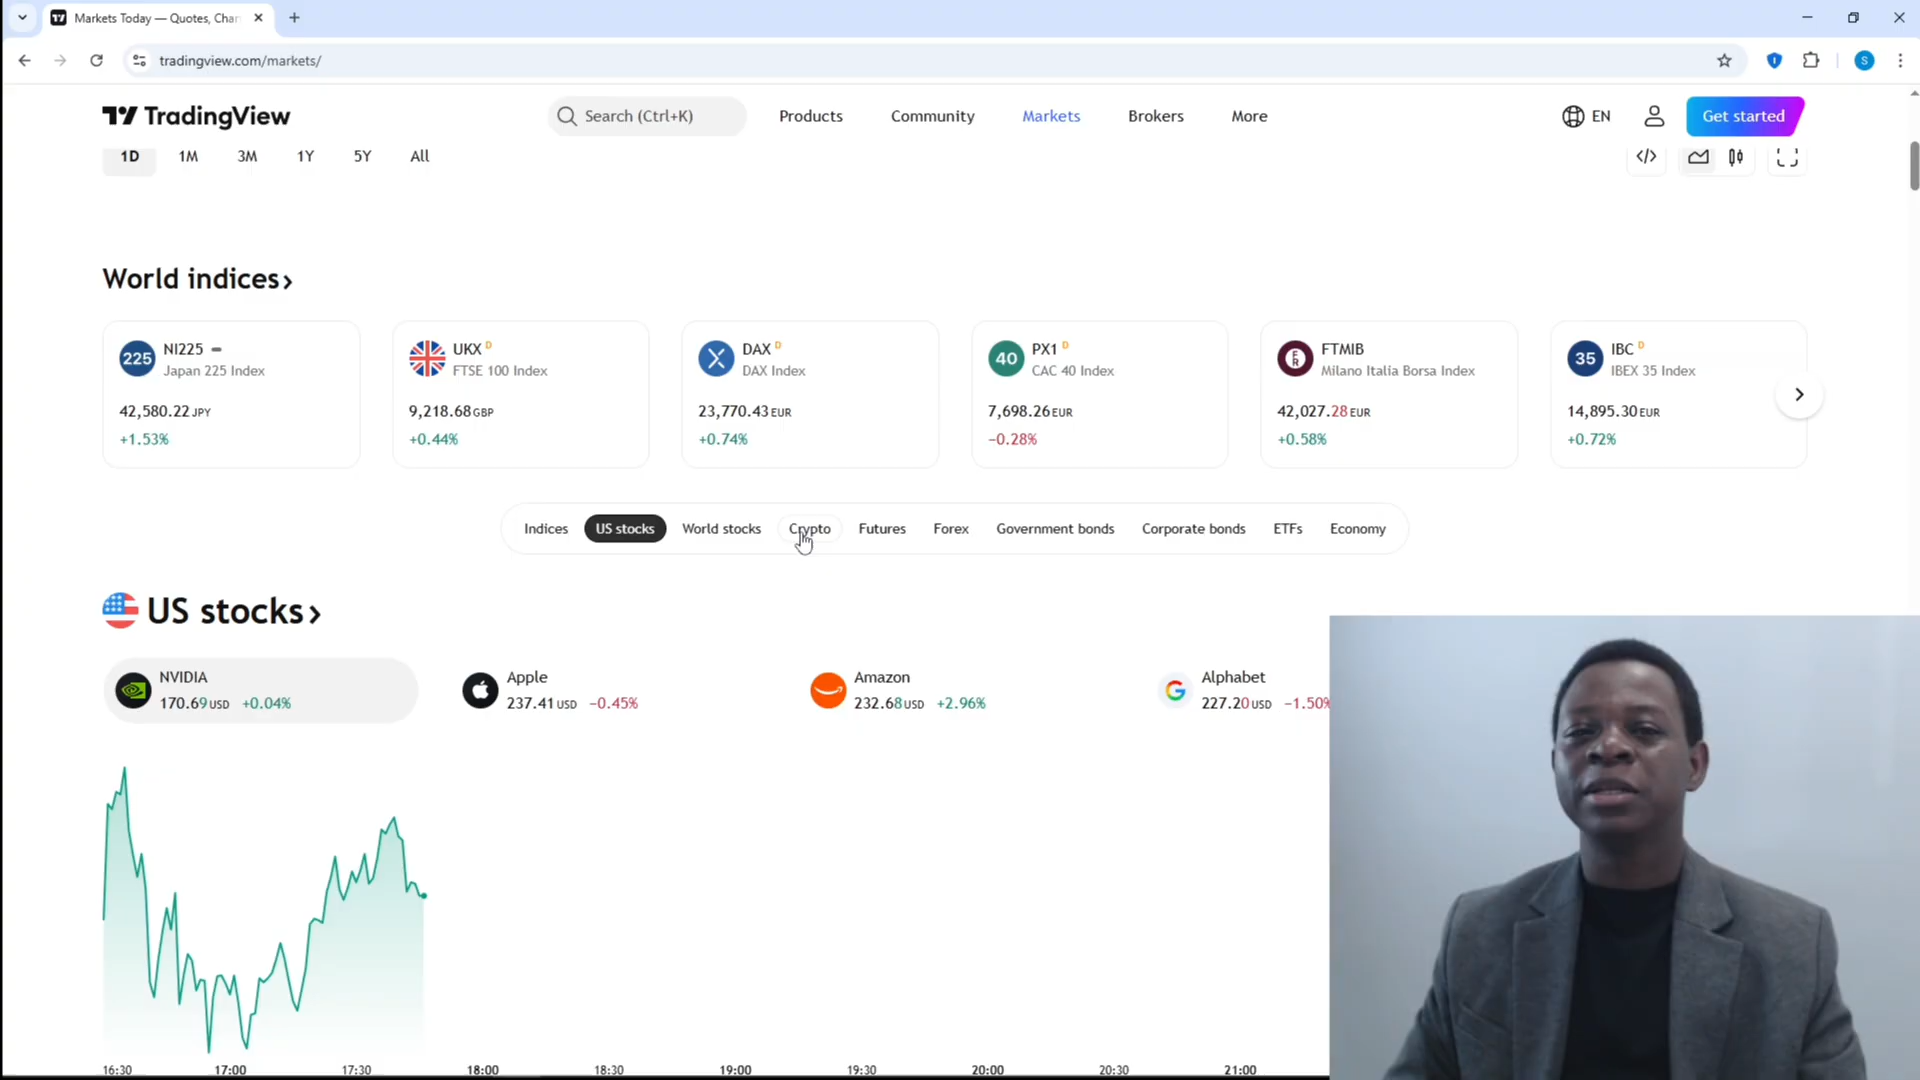 Markets Today — Quotes, Char
tradingview.com/markets/
S
TradingView
Search (Ctrl+K)
Products
Community
Markets
Brokers
More
EN
Get started
1D 1M 3M 1Y 5Y All
World indices
225
NI225
Japan 225 Index
42,580.22 JPY
+1.53%
UKX D
FTSE 100 Index
9,218.68 GBP
+0.44%
DAX D
DAX Index
23,770.43 EUR
+0.74%
40
PX1 D
CAC 40 Index
7,698.26 EUR
−0.28%
FTMIB
Milano Italia Borsa Index
42,027.28 EUR
+0.58%
35
IBC D
IBEX 35 Index
14,895.30 EUR
+0.72%
Indices US stocks World stocks Crypto Futures Forex Government bonds Corporate bonds ETFs Economy
US stocks
NVIDIA
170.69 USD +0.04%
Apple
237.41 USD −0.45%
Amazon
232.68 USD +2.96%
Alphabet
227.20 USD −1.50%
16:30 17:00 17:30 18:00 18:30 19:00 19:30 20:00 20:30 21:00